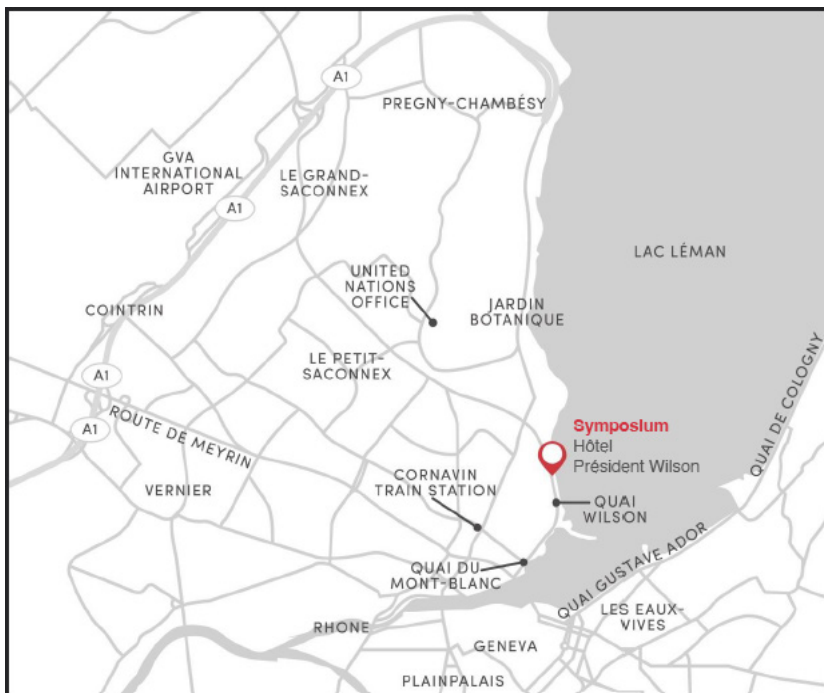 A1
PREGNY-CHAMBÉSY
GVA
INTERNATIONAL
AIRPORT
LE GRAND-
SACONNEX
A1
LAC LÉMAN
UNITED
NATIONS
OFFICE
COINTRIN
JARDIN
BOTANIQUE
LE PETIT-
SACONNEX
QUAI DE COLOGNY
A1
A1
ROUTE DE MEYRIN
Symposium
Hôtel
Président Wilson
CORNAVIN
TRAIN STATION
VERNIER
QUAI
WILSON
QUAI DU
MONT-BLANC
QUAI GUSTAVE ADOR
LES EAUX-
VIVES
RHONE
GENEVA
PLAINPALAIS